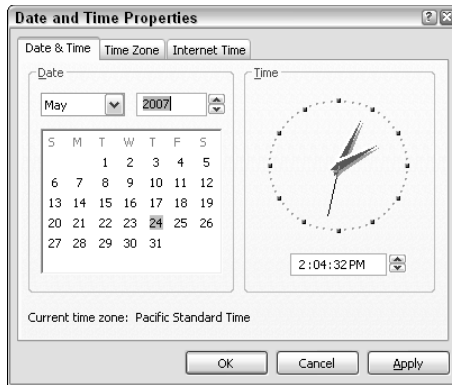 Date and Time Properties
Date & Time Time Zone Internet Time
Date
May 2007
S M T W T F S
1 2 3 4 5
6 7 8 9 10 11 12
13 14 15 16 17 18 19
20 21 22 23 24 25 26
27 28 29 30 31
Time
2:04:32 PM
Current time zone: Pacific Standard Time
OK Cancel Apply